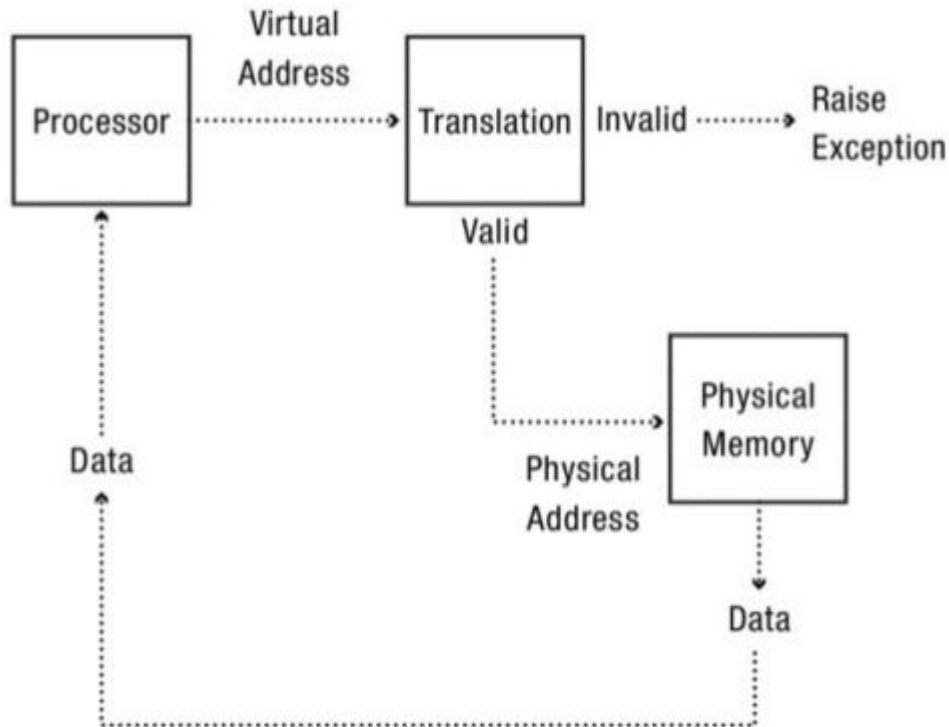 Virtual
Address
Processor
Translation
Invalid
Raise
Exception
Valid
Physical
Memory
Physical
Address
Data
Data